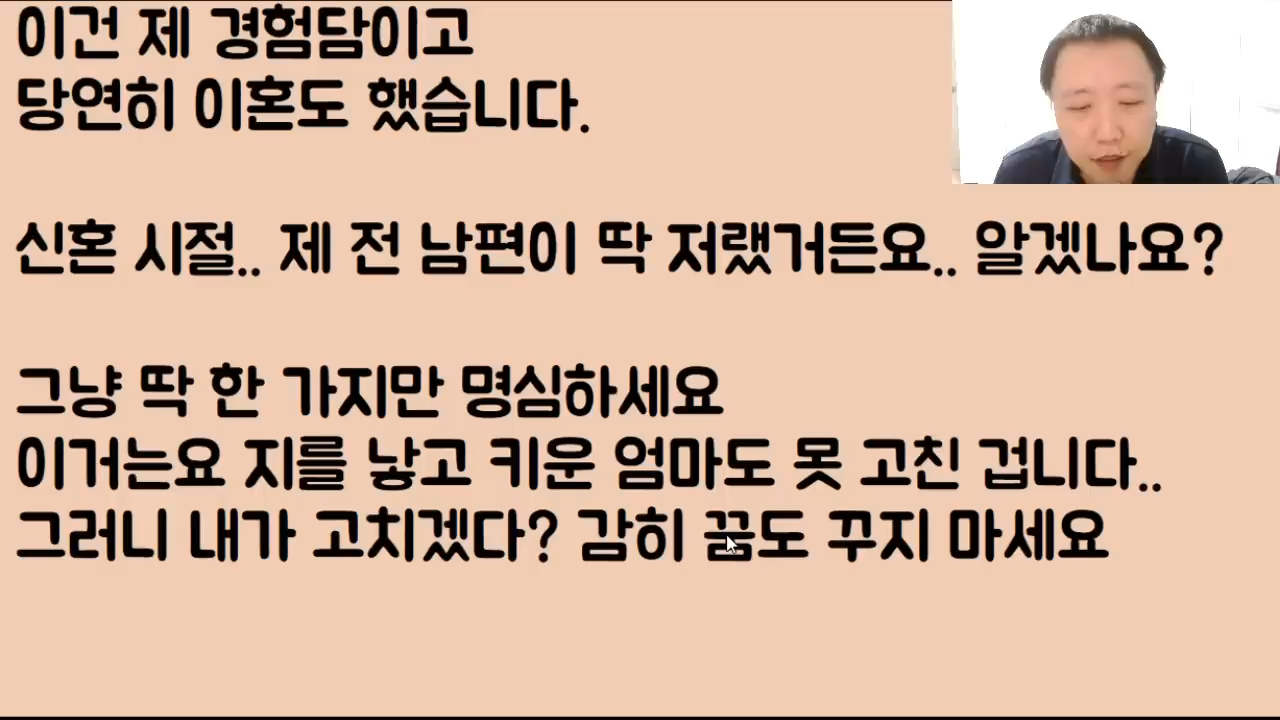 이건 제 경험담이고
당연히 이혼도 했습니다.
신혼 시절.. 제 전 남편이 딱 저랬거든요.. 알겠나요?
그냥 딱 한 가지만 명심하세요
이거는요 지를 낳고 키운 엄마도 못 고친 겁니다..
그러니 내가 고치겠다? 감히 꿈도 꾸지 마세요